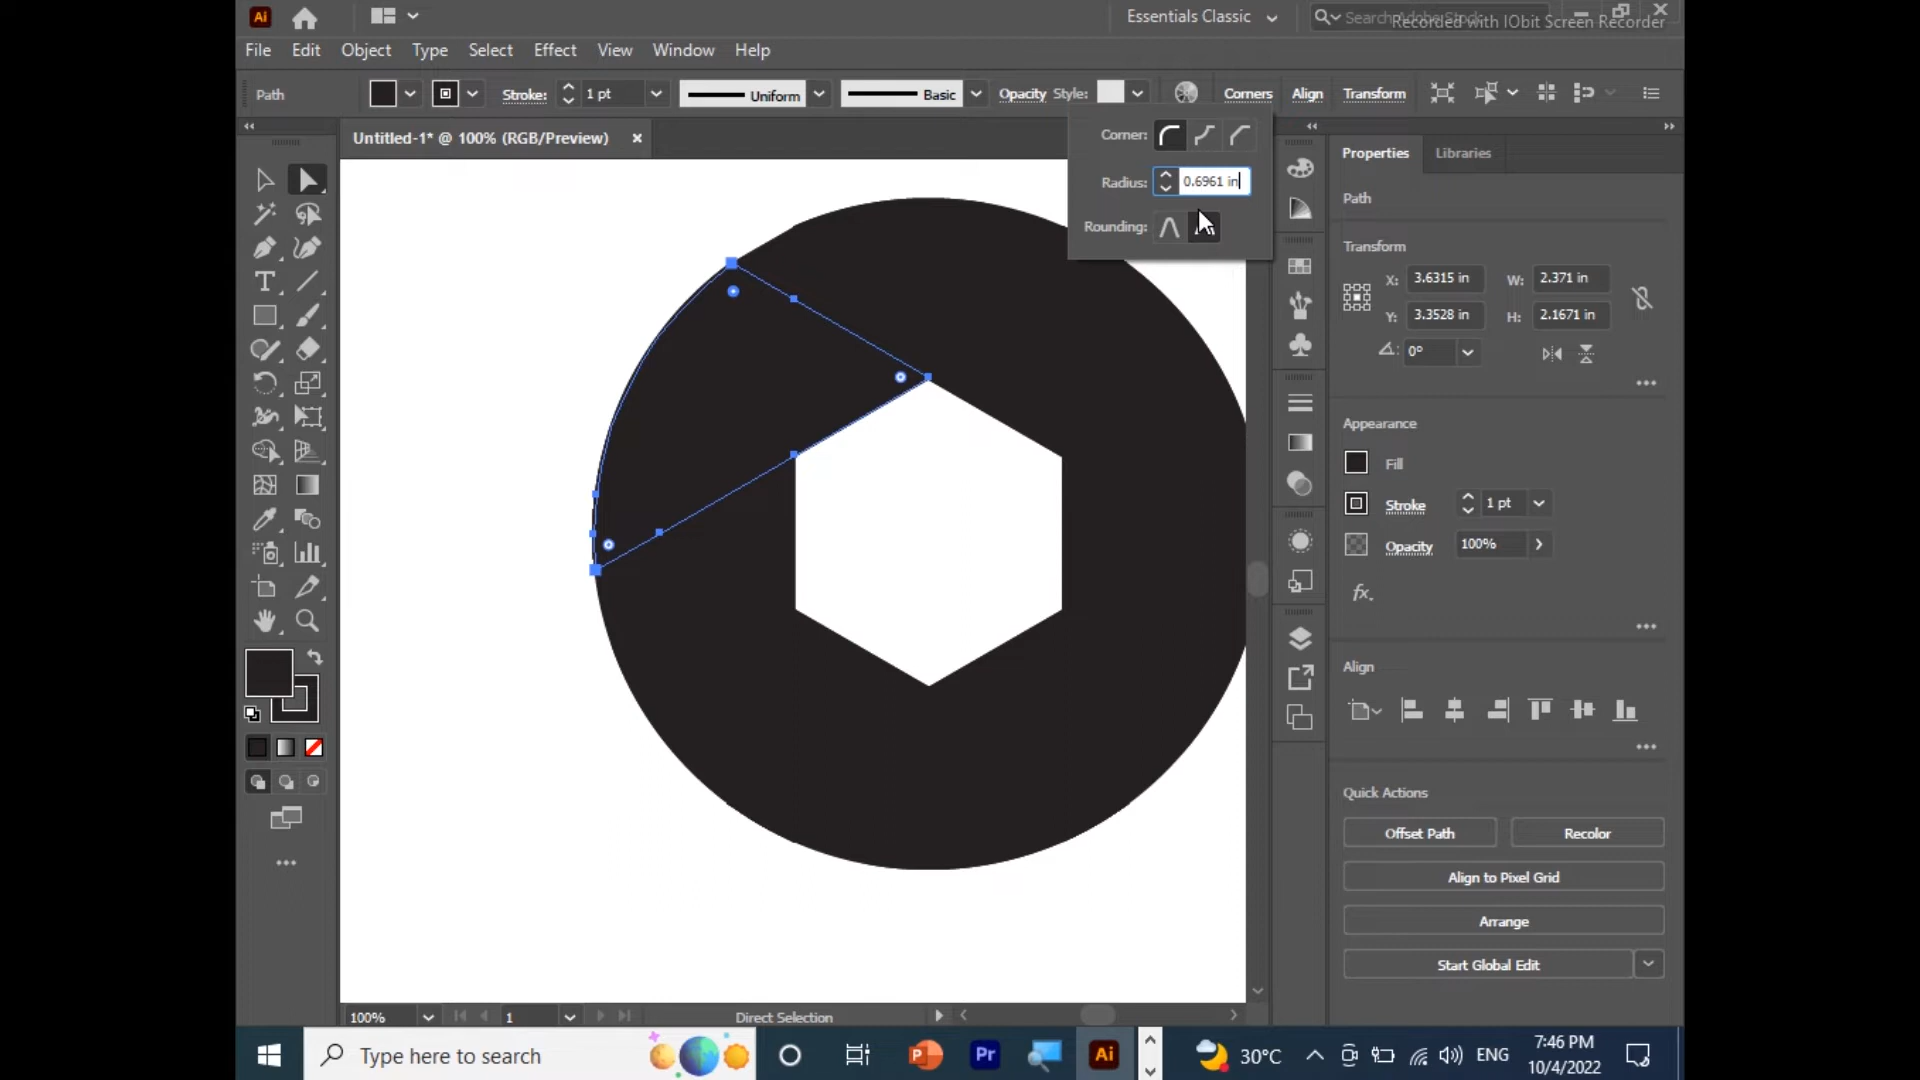 Ai
Essentials Classic
Search Adobe Stock
Recorded with IObit Screen Recorder
File Edit Object Type Select Effect View Window Help
Path
Stroke: 1 pt
Uniform
Basic
Opacity Style:
Corners Align Transform
Untitled-1* @ 100% (RGB/Preview) ×
Corner:
Radius: 0.6961 in
Rounding:
Properties Libraries
Path
Transform
X: 3.6315 in W: 2.371 in
Y: 3.3528 in H: 2.1671 in
0°
Appearance
Fill
Stroke 1 pt
Opacity 100%
fx.
Align
Quick Actions
Offset Path Recolor
Align to Pixel Grid
Arrange
Start Global Edit
100% 1 Direct Selection
Type here to search
P Pr Ai
30°C ENG
7:46 PM
10/4/2022